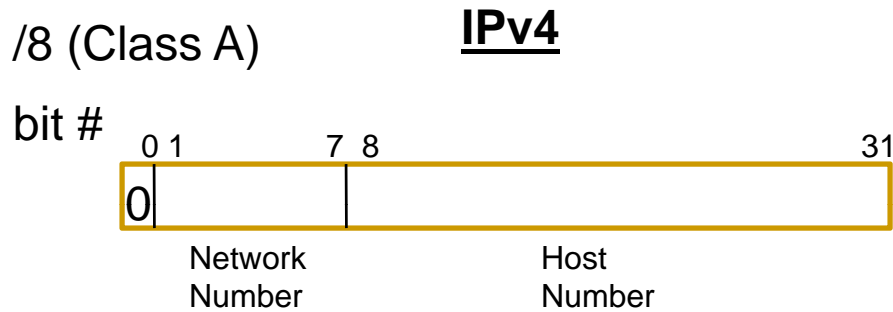 /8 (Class A) IPv4
bit #
0 1 7 8 31
0
Network Host
Number Number